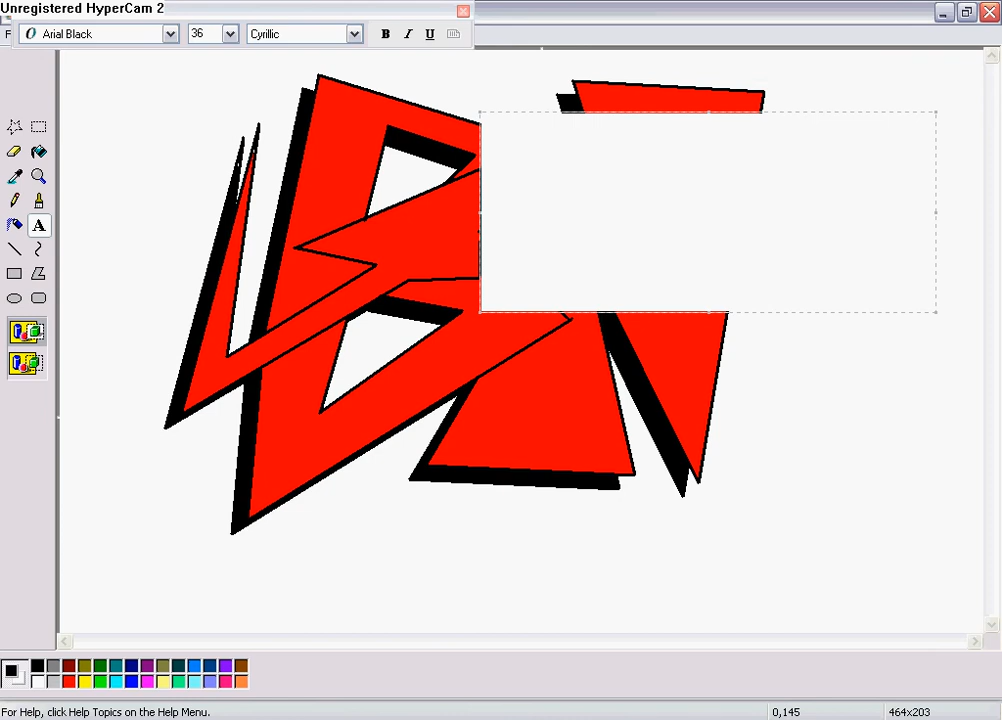 Unregistered HyperCam 2
Arial Black 36 Cyrillic B I U
A
For Help, click Help Topics on the Help Menu. 0,145 464x203